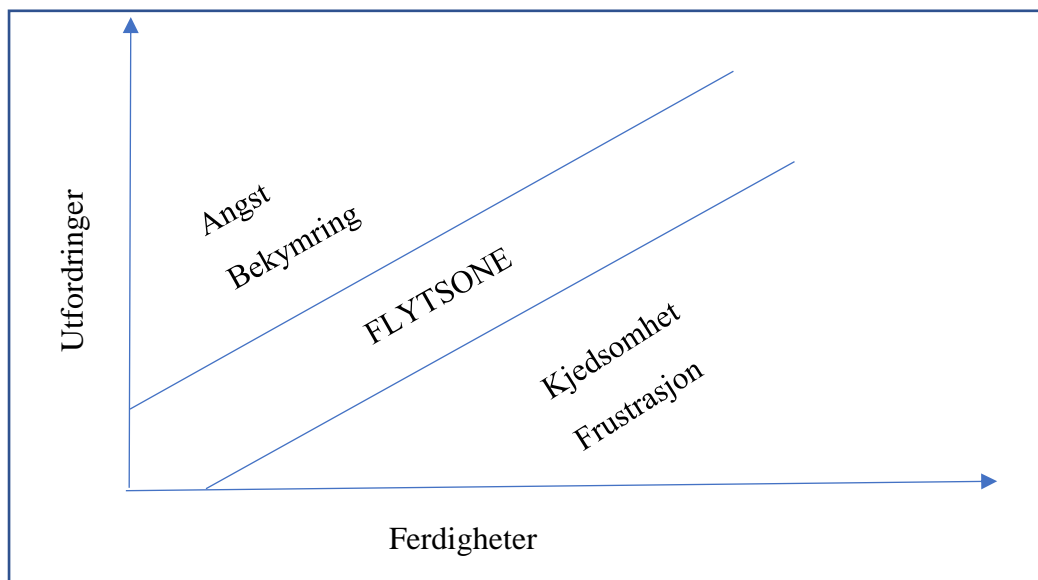 Utfordringer
Angst
Bekymring
FLYTSONE
Kjedsomhet
Frustrasjon
Ferdigheter